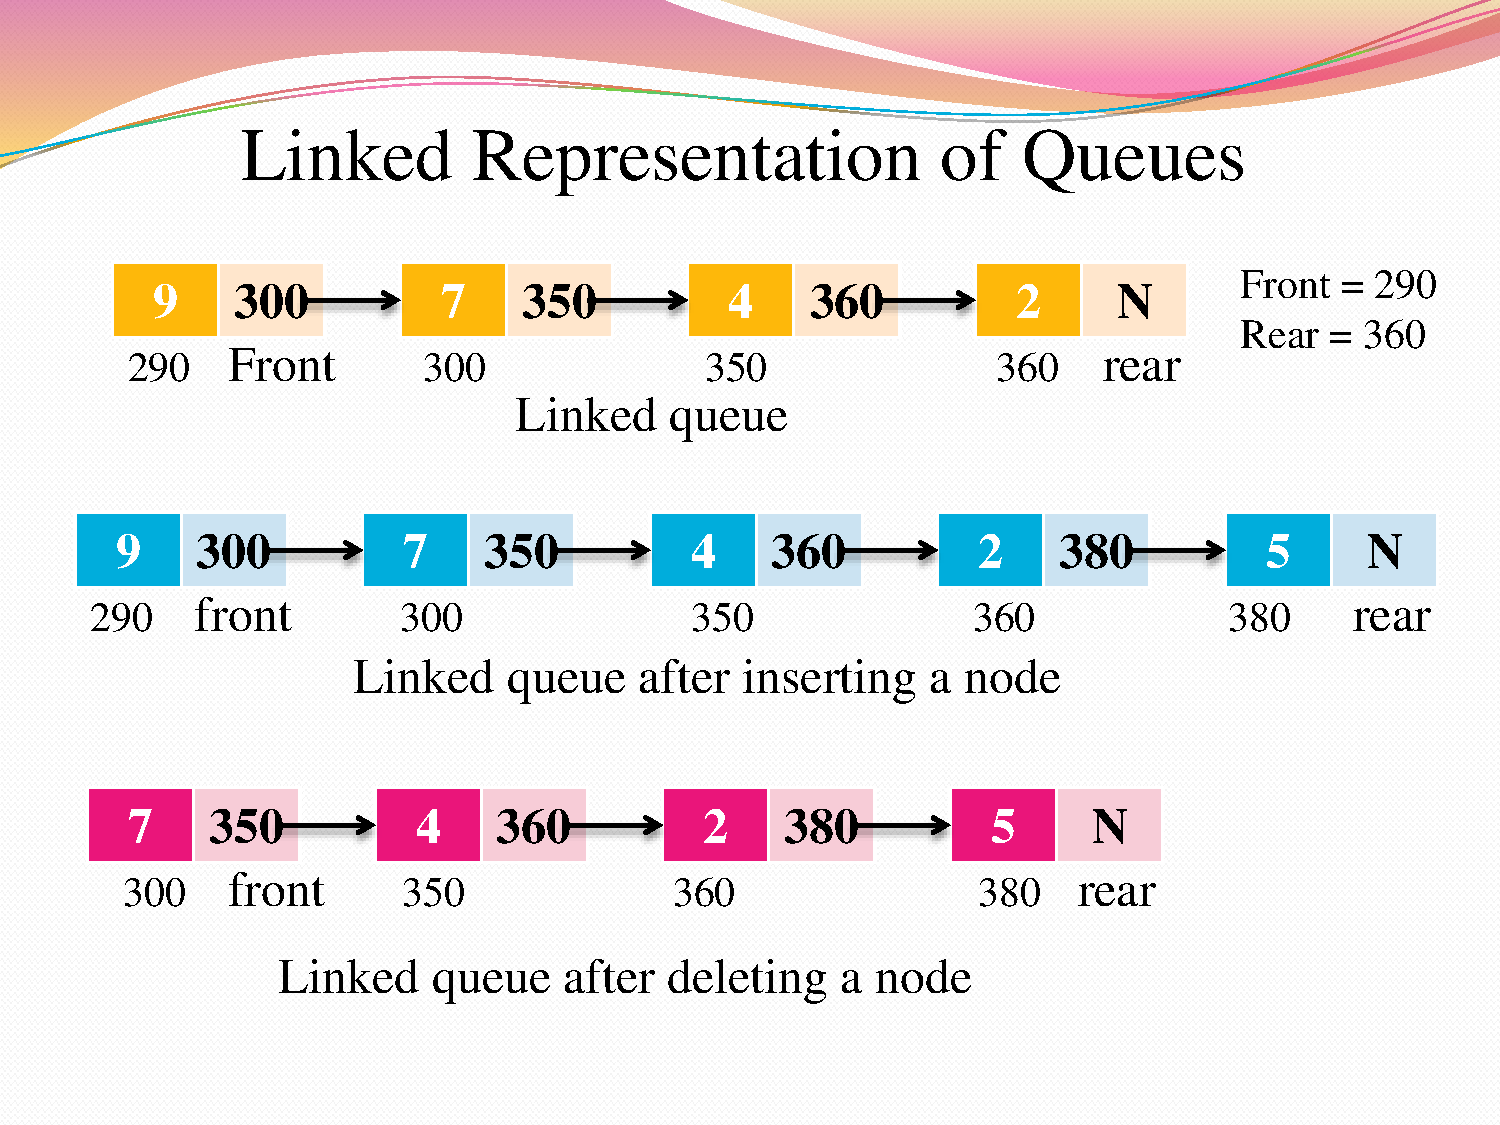 Linked Representation of Queues
9 300 7 350 4 360 2 N
Front = 290
Rear = 360
290 Front 300 350 360 rear
Linked queue
9 300 7 350 4 360 2 380 5 N
290 front 300 350 360 380 rear
Linked queue after inserting a node
7 350 4 360 2 380 5 N
300 front 350 360 380 rear
Linked queue after deleting a node